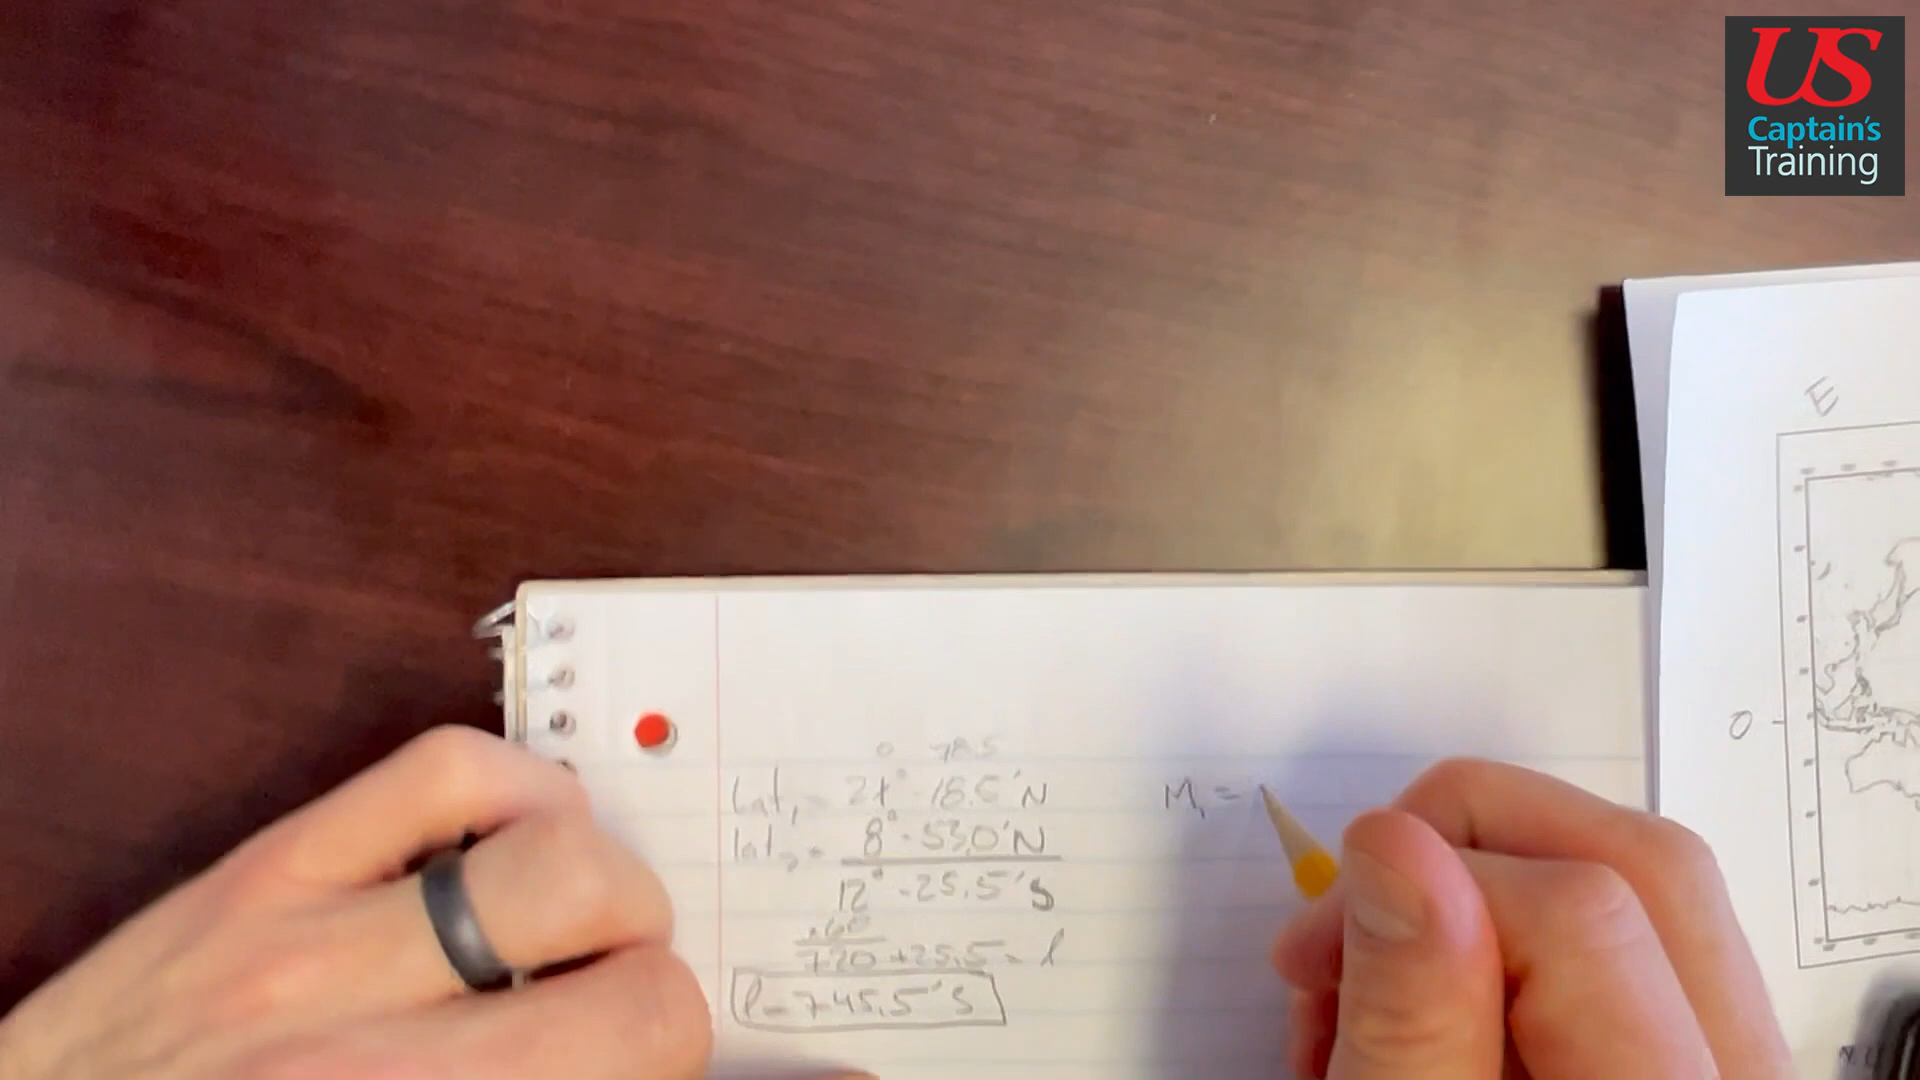 US
Captain's
Training
E
0
0 78.5
Lat₁ = 21° - 18.5' N
lat₂ = 8° - 53.0' N
12° - 25.5' S
×60
720 + 25.5 = l
l = 745.5' S
M₁ =